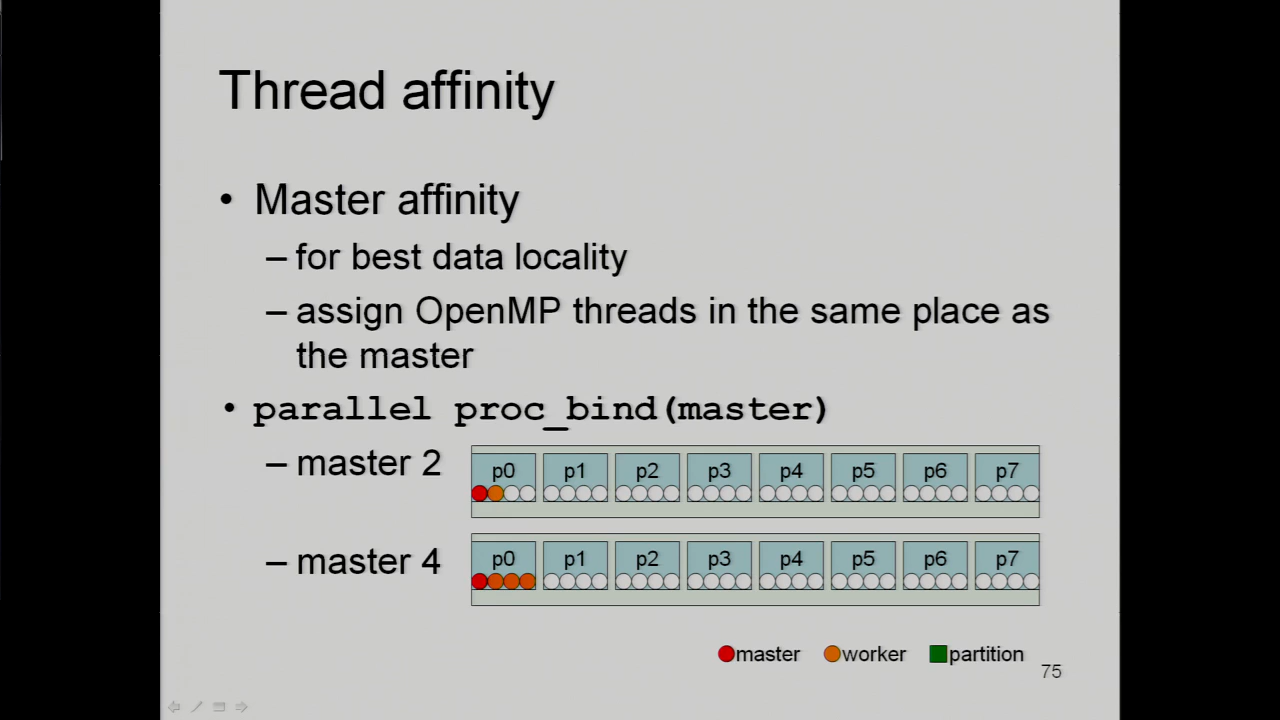 Thread affinity
• Master affinity
– for best data locality
– assign OpenMP threads in the same place as
the master
• parallel proc_bind(master)
– master 2
p0 p1 p2 p3 p4 p5 p6 p7
– master 4
p0 p1 p2 p3 p4 p5 p6 p7
master worker partition
75